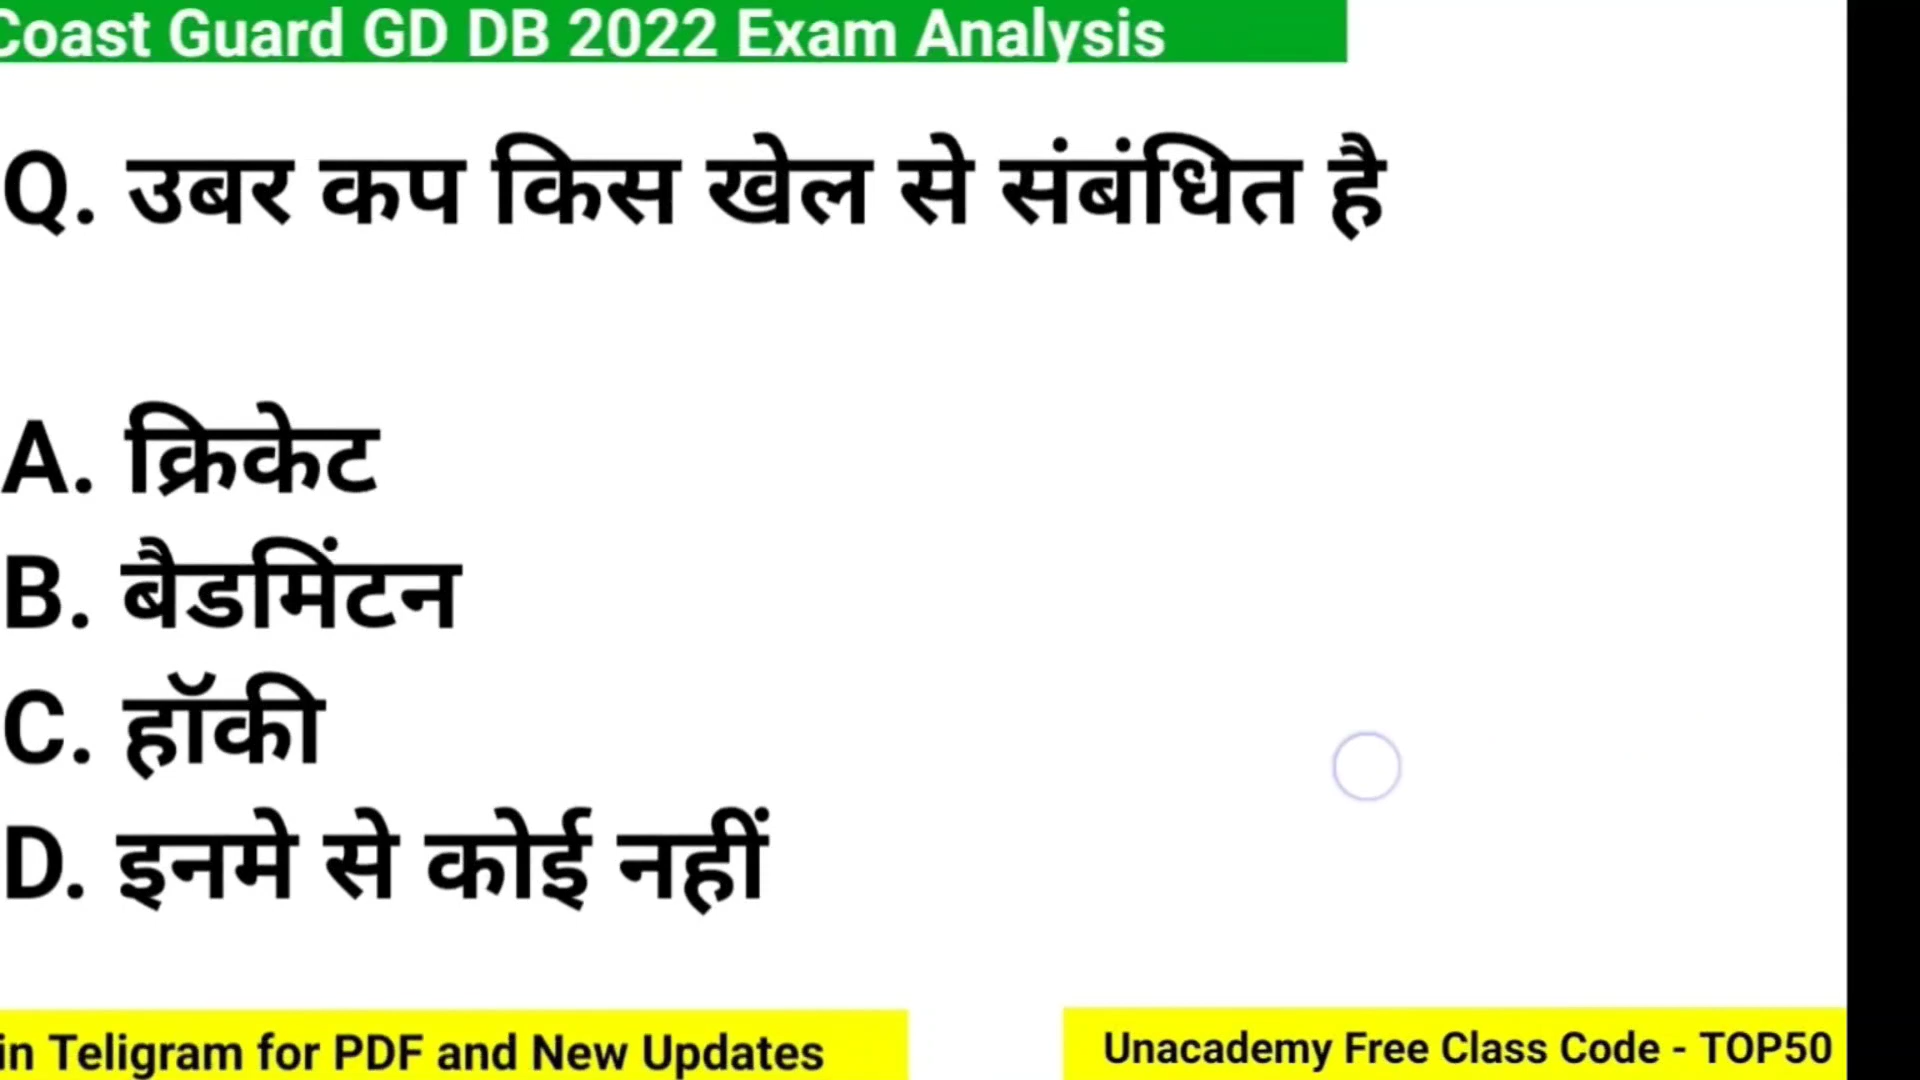 Coast Guard GD DB 2022 Exam Analysis
Q. उबर कप किस खेल से संबंधित है
A. क्रिकेट
B. बैडमिंटन
C. हॉकी
D. इनमे से कोई नहीं
in Teligram for PDF and New Updates
Unacademy Free Class Code - TOP50